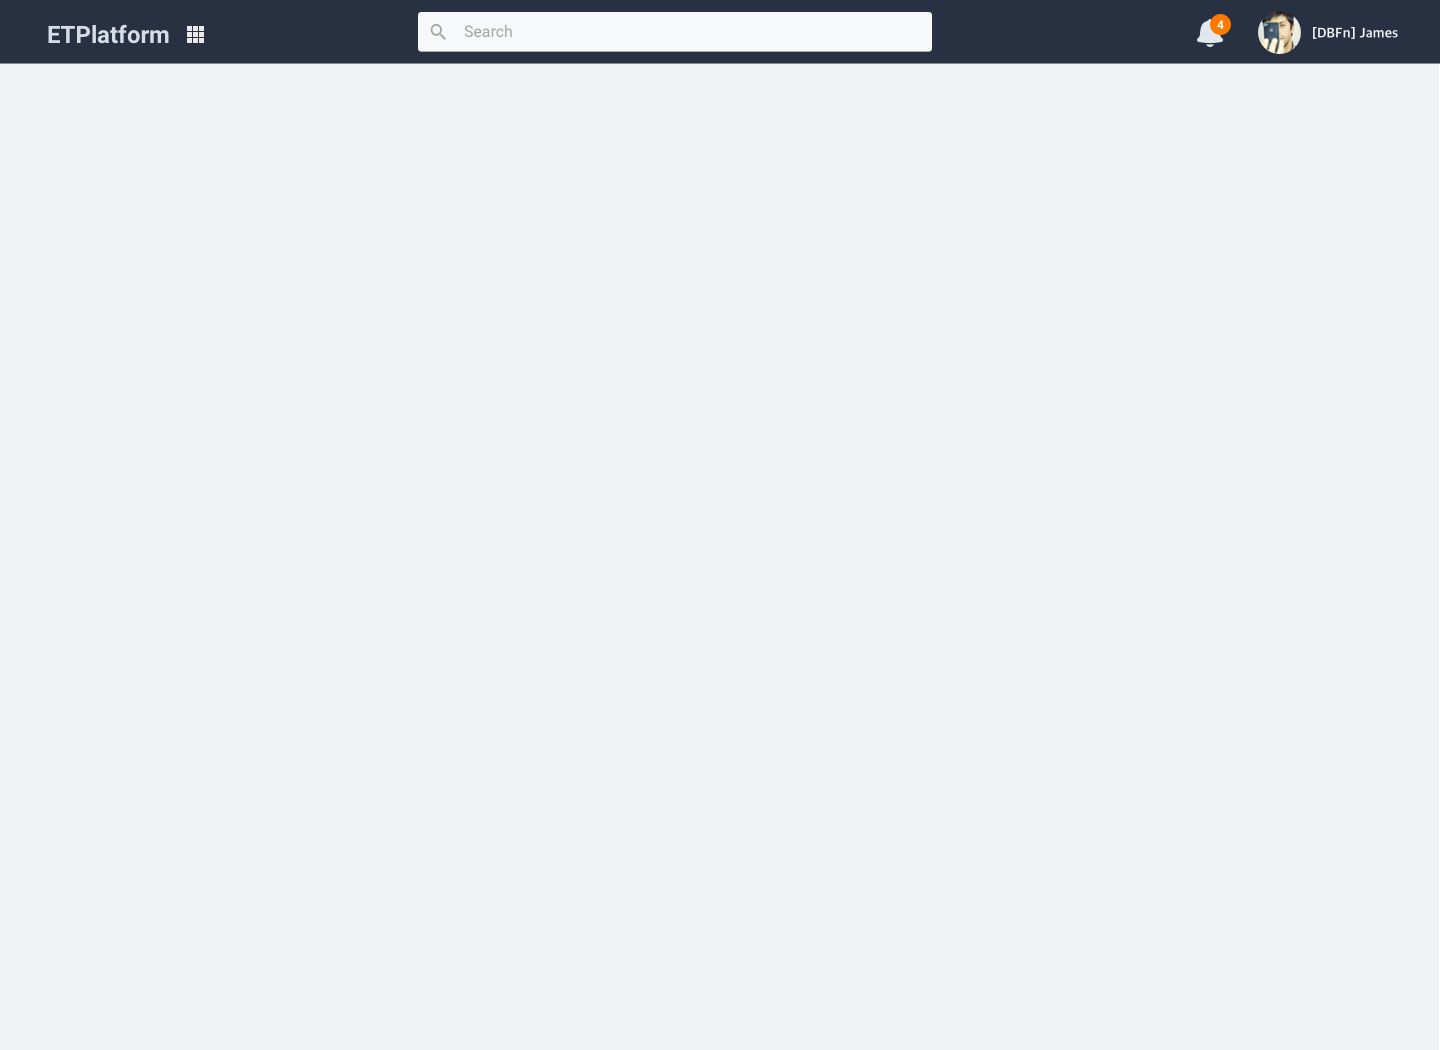 ETPlatform
Search
4
[DBFn] James